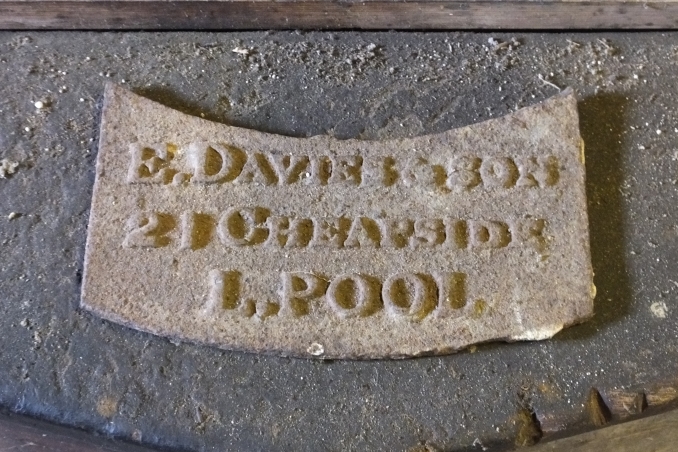 E. DAVIES & SON
21 CHEAPSIDE
L.POOL